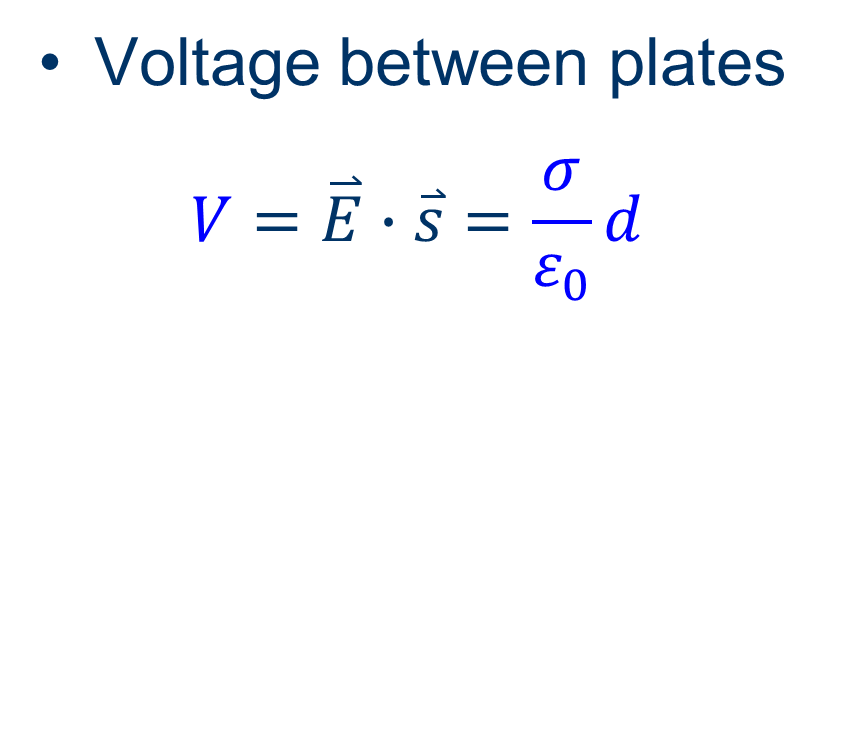 • Voltage between plates
V = E⃗ · s⃗ = σ/ε₀ d